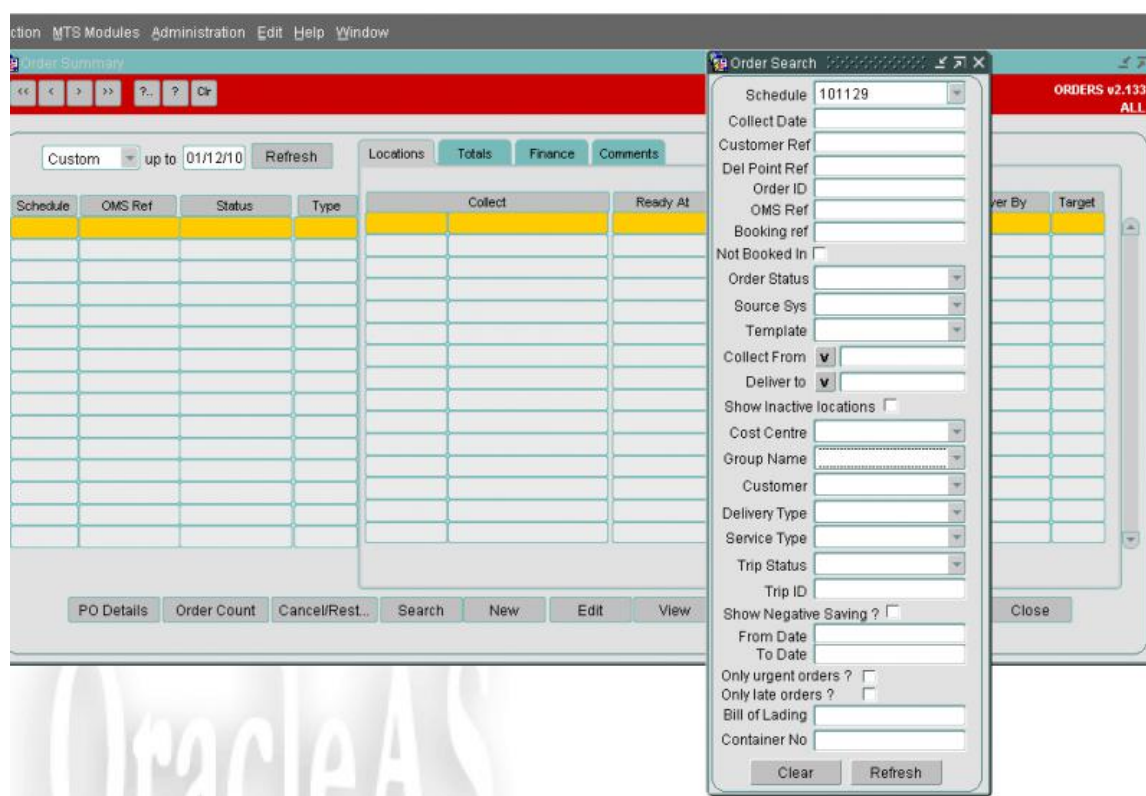 ction MTS Modules Administration Edit Help Window
Order Summary
<< < > >> ?.. ? Clr
ORDERS v2.133
ALL
Custom up to 01/12/10 Refresh
Locations Totals Finance Comments
Schedule OMS Ref Status Type Collect Ready At ver By Target
PO Details Order Count Cancel/Rest... Search New Edit View Close
Order Search
Schedule 101129
Collect Date
Customer Ref
Del Point Ref
Order ID
OMS Ref
Booking ref
Not Booked In
Order Status
Source Sys
Template
Collect From v
Deliver to v
Show Inactive locations
Cost Centre
Group Name
Customer
Delivery Type
Service Type
Trip Status
Trip ID
Show Negative Saving ?
From Date
To Date
Only urgent orders ?
Only late orders ?
Bill of Lading
Container No
Clear Refresh
OracleAS